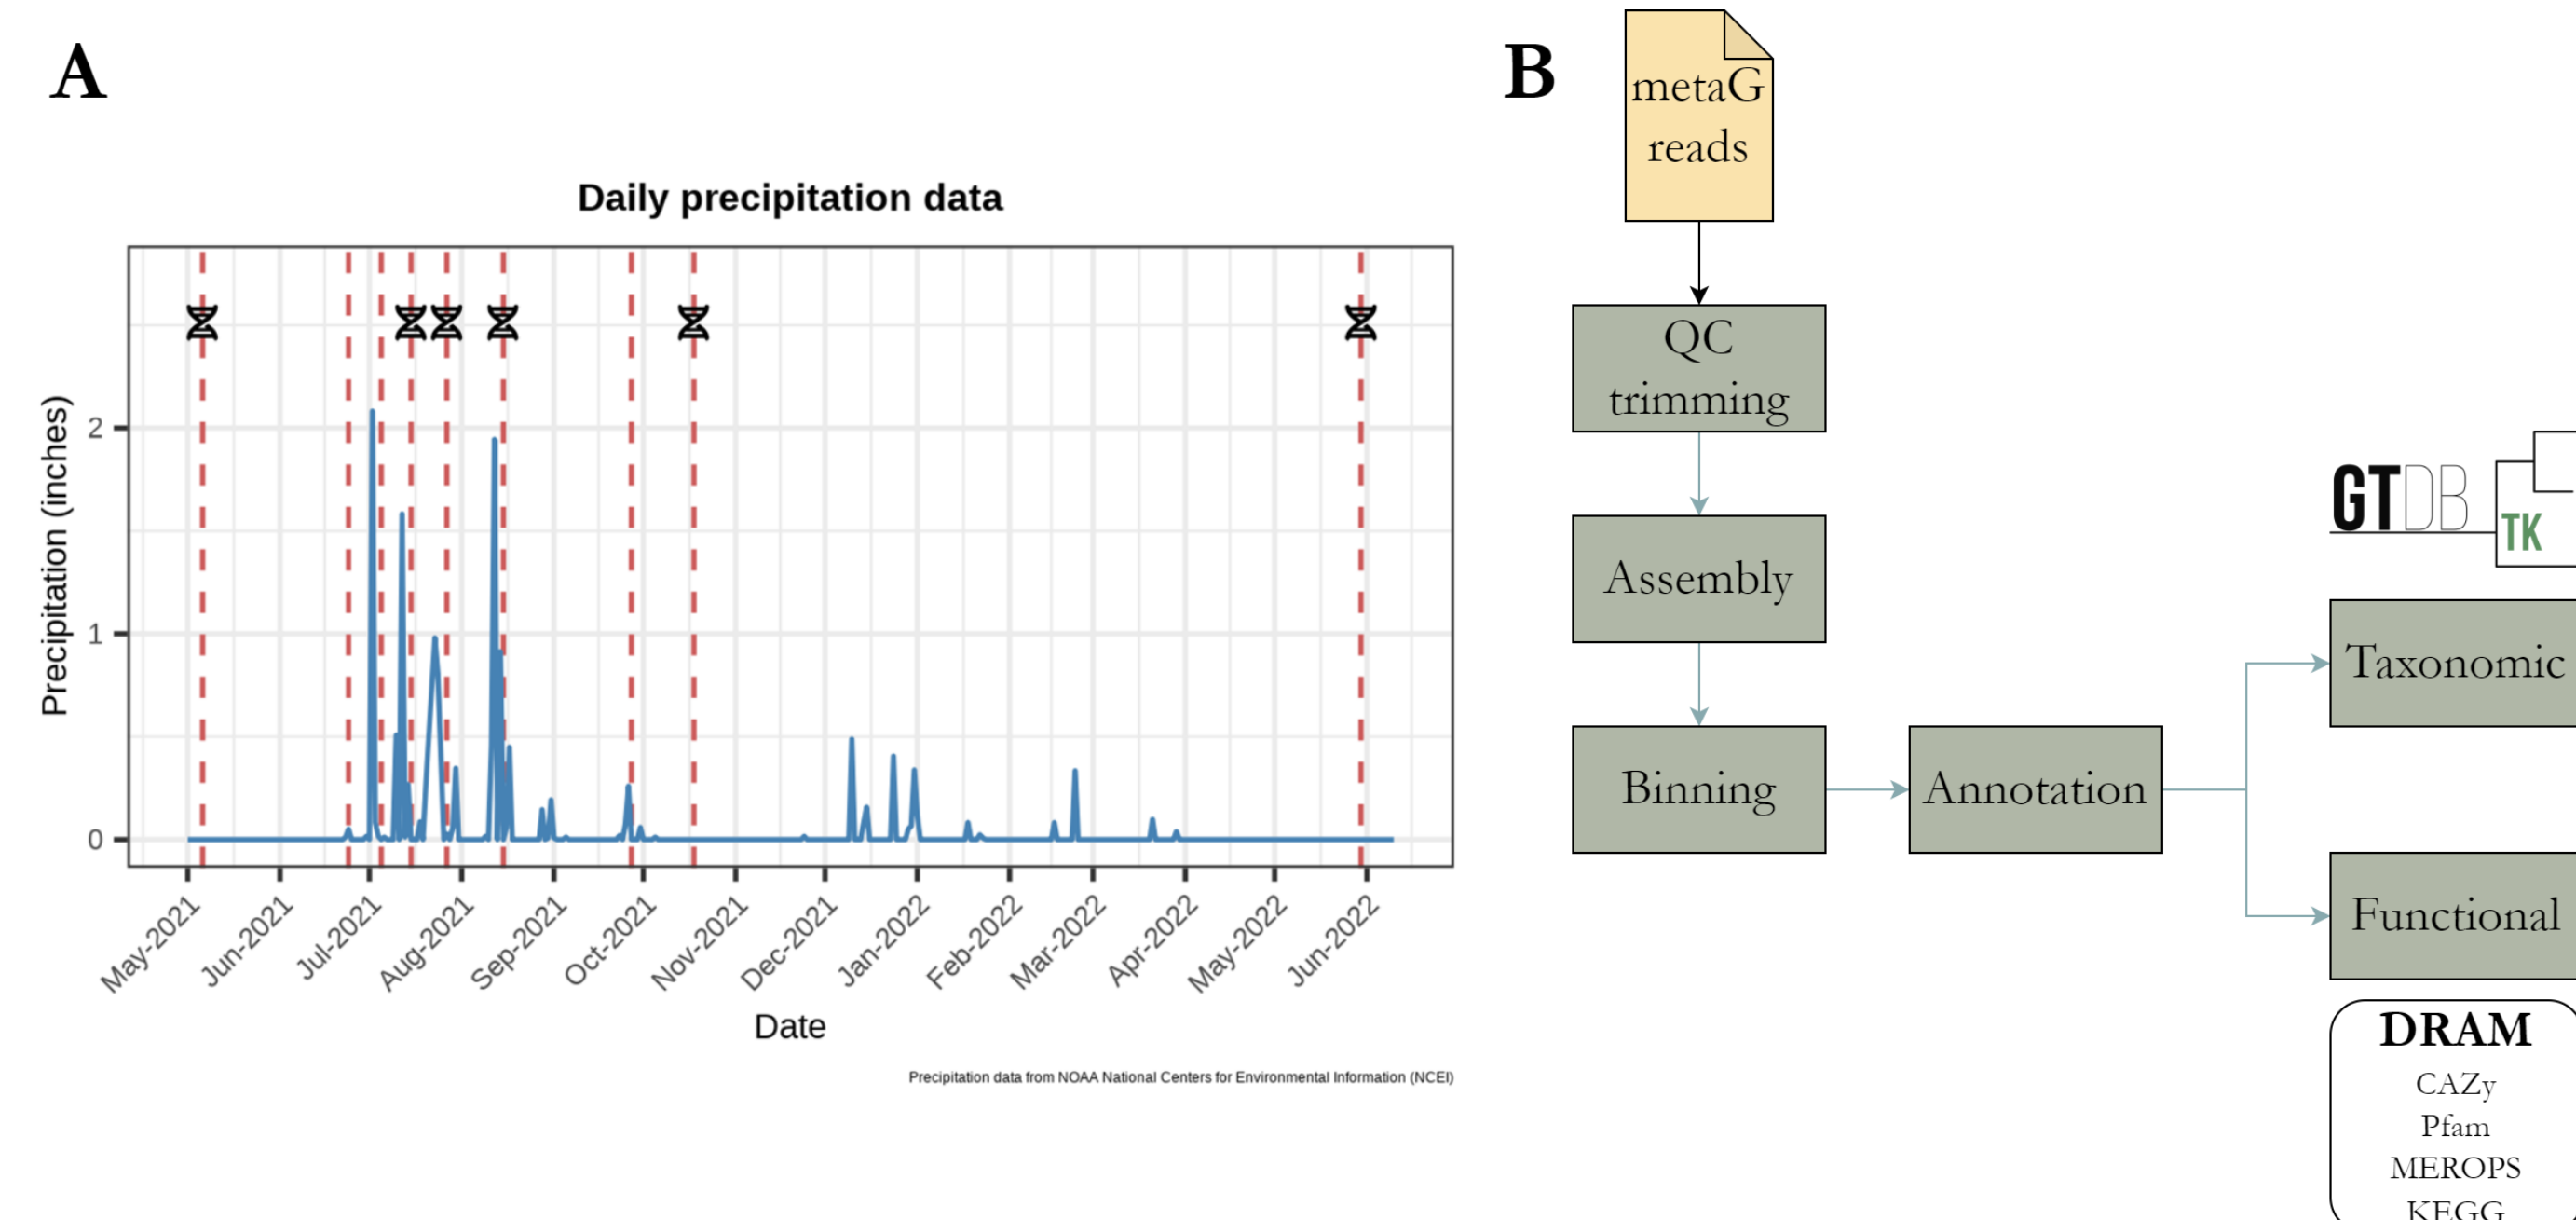 A
Daily precipitation data
Precipitation (inches)
2
1
0
May-2021
Jun-2021
Jul-2021
Aug-2021
Sep-2021
Oct-2021
Nov-2021
Dec-2021
Jan-2022
Feb-2022
Mar-2022
Apr-2022
May-2022
Jun-2022
Date
Precipitation data from NOAA National Centers for Environmental Information (NCEI)
B
metaG
reads
QC
trimming
Assembly
Binning
Annotation
GTDB
TK
Taxonomic
Functional
DRAM
CAZy
Pfam
MEROPS
KEGG